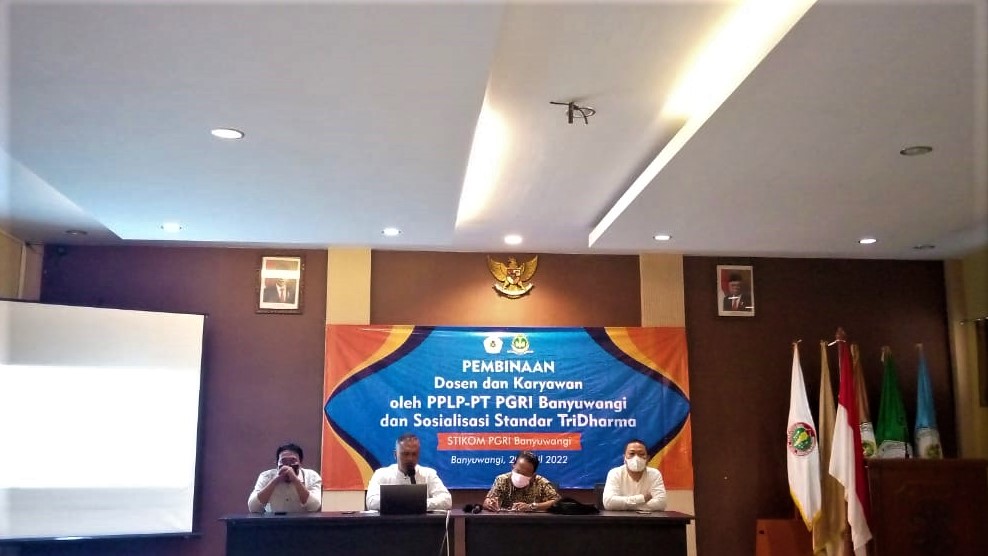 PEMBINAAN
Dosen dan Karyawan
oleh PPLP-PT PGRI Banyuwangi
dan Sosialisasi Standar TriDharma
STIKOM PGRI Banyuwangi
Banyuwangi, 2022